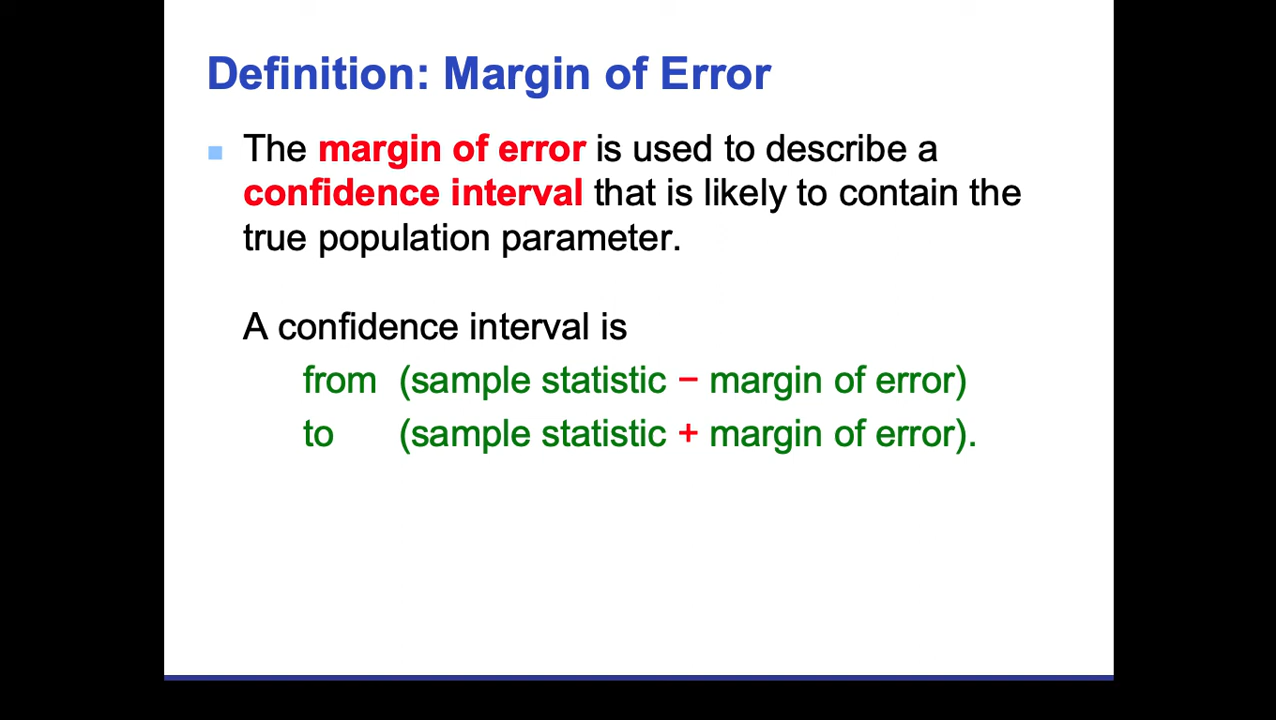 Definition: Margin of Error
The margin of error is used to describe a
confidence interval that is likely to contain the
true population parameter.
A confidence interval is
from (sample statistic − margin of error)
to (sample statistic + margin of error).